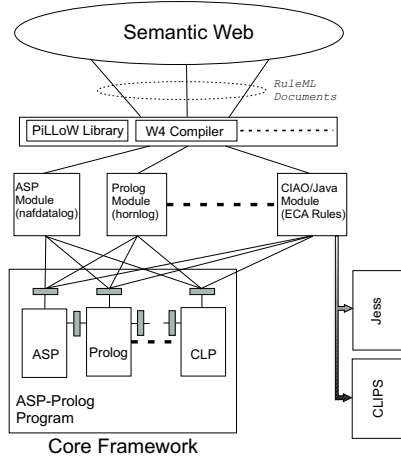 Semantic Web
RuleML
Documents
PiLLoW Library
W4 Compiler
ASP
Module
(nafdatalog)
Prolog
Module
(hornlog)
CIAO/Java
Module
(ECA Rules)
Jess
ASP
Prolog
CLP
CLIPS
ASP-Prolog
Program
Core Framework